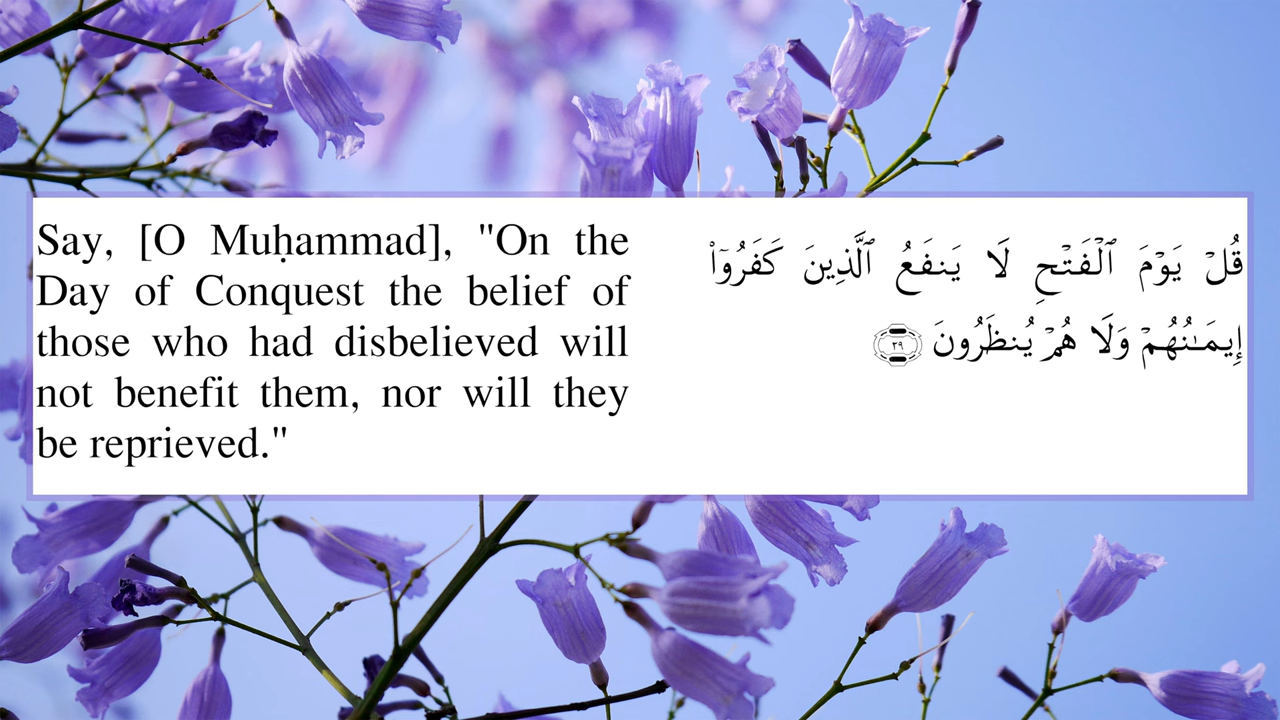 Say, [O Muḥammad], "On the
Day of Conquest the belief of
those who had disbelieved will
not benefit them, nor will they
be reprieved."
قُلْ يَوْمَ ٱلْفَتْحِ لَا يَنفَعُ ٱلَّذِينَ كَفَرُوٓا۟
إِيمَـٰنُهُمْ وَلَا هُمْ يُنظَرُونَ ٢٩